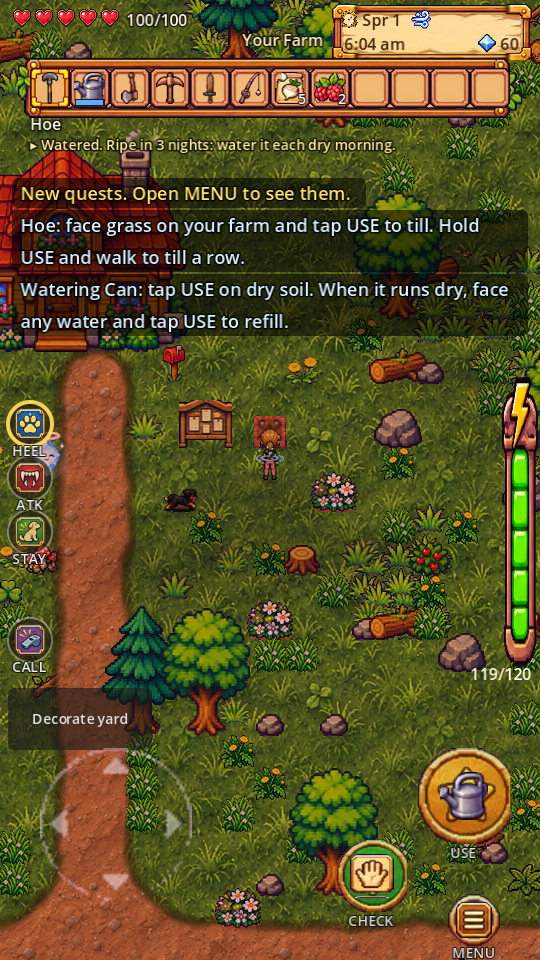 100/100
Spr 1
Your Farm
6:04 am
60
5
2
Hoe
▸ Watered. Ripe in 3 nights: water it each dry morning.
New quests. Open MENU to see them.
Hoe: face grass on your farm and tap USE to till. Hold
USE and walk to till a row.
Watering Can: tap USE on dry soil. When it runs dry, face
any water and tap USE to refill.
HEEL
ATK
STAY
CALL
119/120
Decorate yard
USE
CHECK
MENU